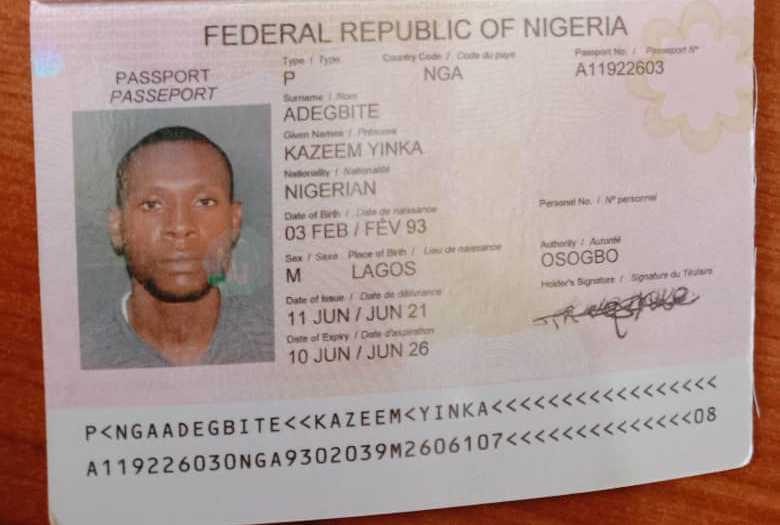 FEDERAL REPUBLIC OF NIGERIA
PASSPORT
PASSEPORT
Type / Type
Country Code / Code du pays
Passport No. / Passeport N°
P
NGA
A11922603
Surname / Nom
ADEGBITE
Given Names / Prénoms
KAZEEM YINKA
Nationality / Nationalité
NIGERIAN
Date of Birth / Date de naissance
Personal No. / N° personnel
03 FEB / FÉV 93
Sex / Sexe
Place of Birth / Lieu de naissance
Authority / Autorité
M
LAGOS
OSOGBO
Date of Issue / Date de délivrance
Holder's Signature / Signature du Titulaire
11 JUN / JUN 21
Date of Expiry / Date d'expiration
10 JUN / JUN 26
P<NGAADEGBITE<<KAZEEM<YINKA<<<<<<<<<<<<<<<<<
A119226030NGA9302039M2606107<<<<<<<<<<<<<<08